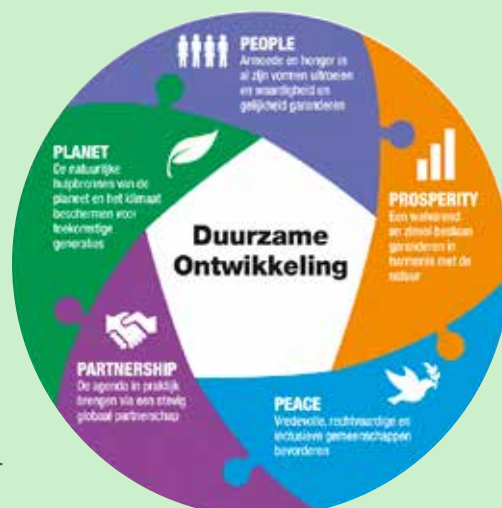 PEOPLE
Armoede en honger in
al zijn vormen uitroeien
en waardigheid en
gelijkheid garanderen
PROSPERITY
Een welvarend
en zinvol bestaan
garanderen in
harmonie met de
natuur
PEACE
Vredevolle, rechtvaardige en
inclusieve gemeenschappen
bevorderen
PARTNERSHIP
De agenda in praktijk
brengen via een stevig
globaal partnerschap
PLANET
De natuurlijke
hulpbronnen van de
planeet en het klimaat
beschermen voor
toekomstige
generaties
Duurzame
Ontwikkeling